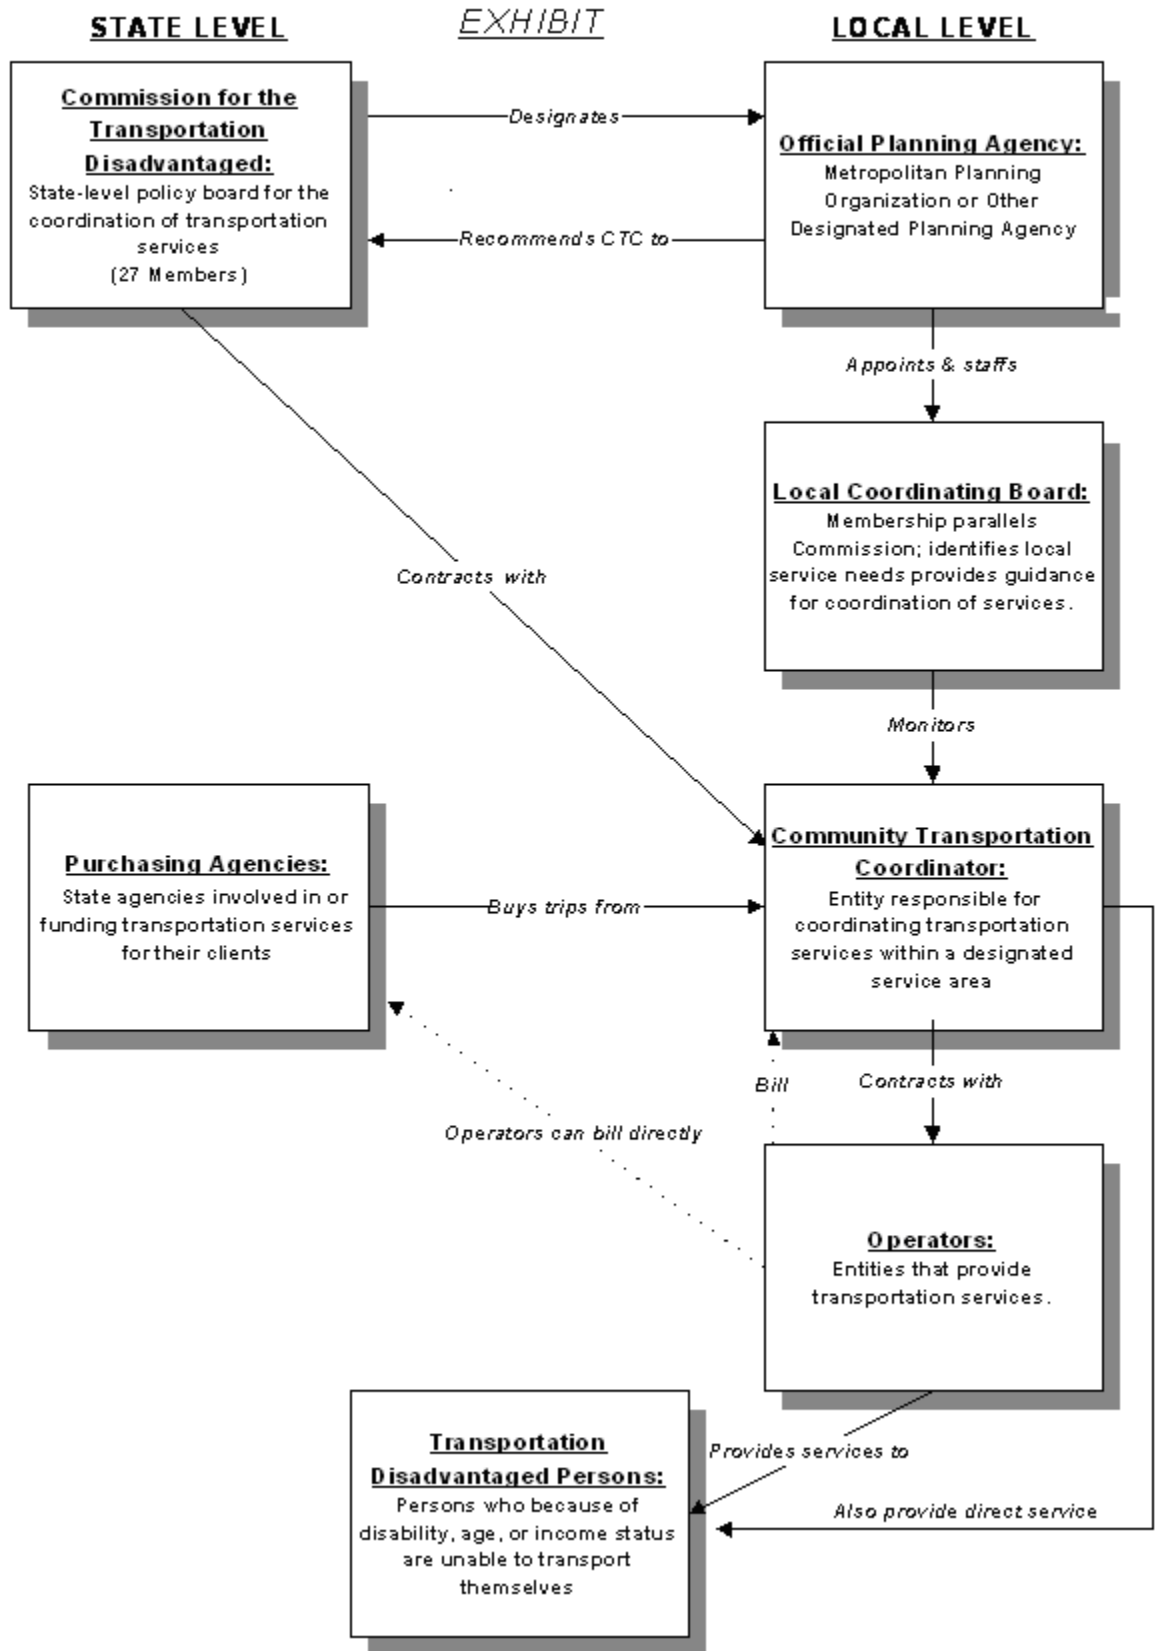 STATE LEVEL
EXHIBIT
LOCAL LEVEL
Commission for the
Transportation
Disadvantaged:
State-level policy board for the
coordination of transportation
services
(27 Members)
Designates
Recommends CTC to
Official Planning Agency:
Metropolitan Planning
Organization or Other
Designated Planning Agency
Appoints & staffs
Local Coordinating Board:
Membership parallels
Commission; identifies local
service needs provides guidance
for coordination of services.
Contracts with
Monitors
Purchasing Agencies:
State agencies involved in or
funding transportation services
for their clients
Buys trips from
Community Transportation
Coordinator:
Entity responsible for
coordinating transportation
services within a designated
service area
Bill
Contracts with
Operators can bill directly
Operators:
Entities that provide
transportation services.
Transportation
Disadvantaged Persons:
Persons who because of
disability, age, or income status
are unable to transport
themselves
Provides services to
Also provide direct service